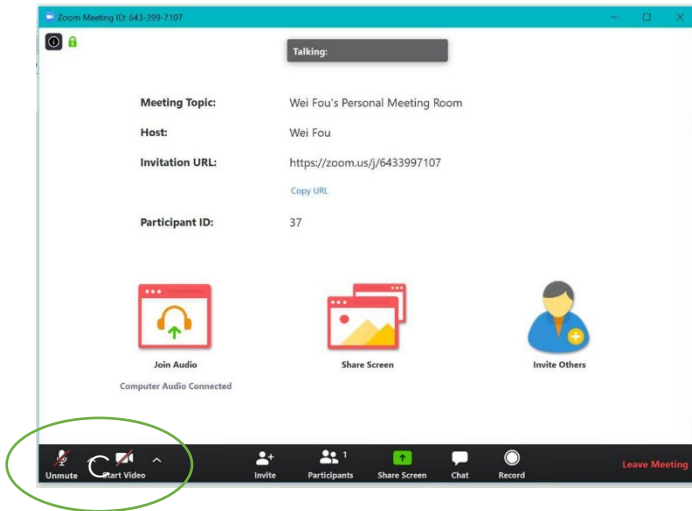 Zoom Meeting ID: 643-399-7107
Talking:
Meeting Topic: Wei Fou's Personal Meeting Room
Host: Wei Fou
Invitation URL: https://zoom.us/j/6433997107
Copy URL
Participant ID: 37
Join Audio Share Screen Invite Others
Computer Audio Connected
1
Unmute Start Video Invite Participants Share Screen Chat Record Leave Meeting